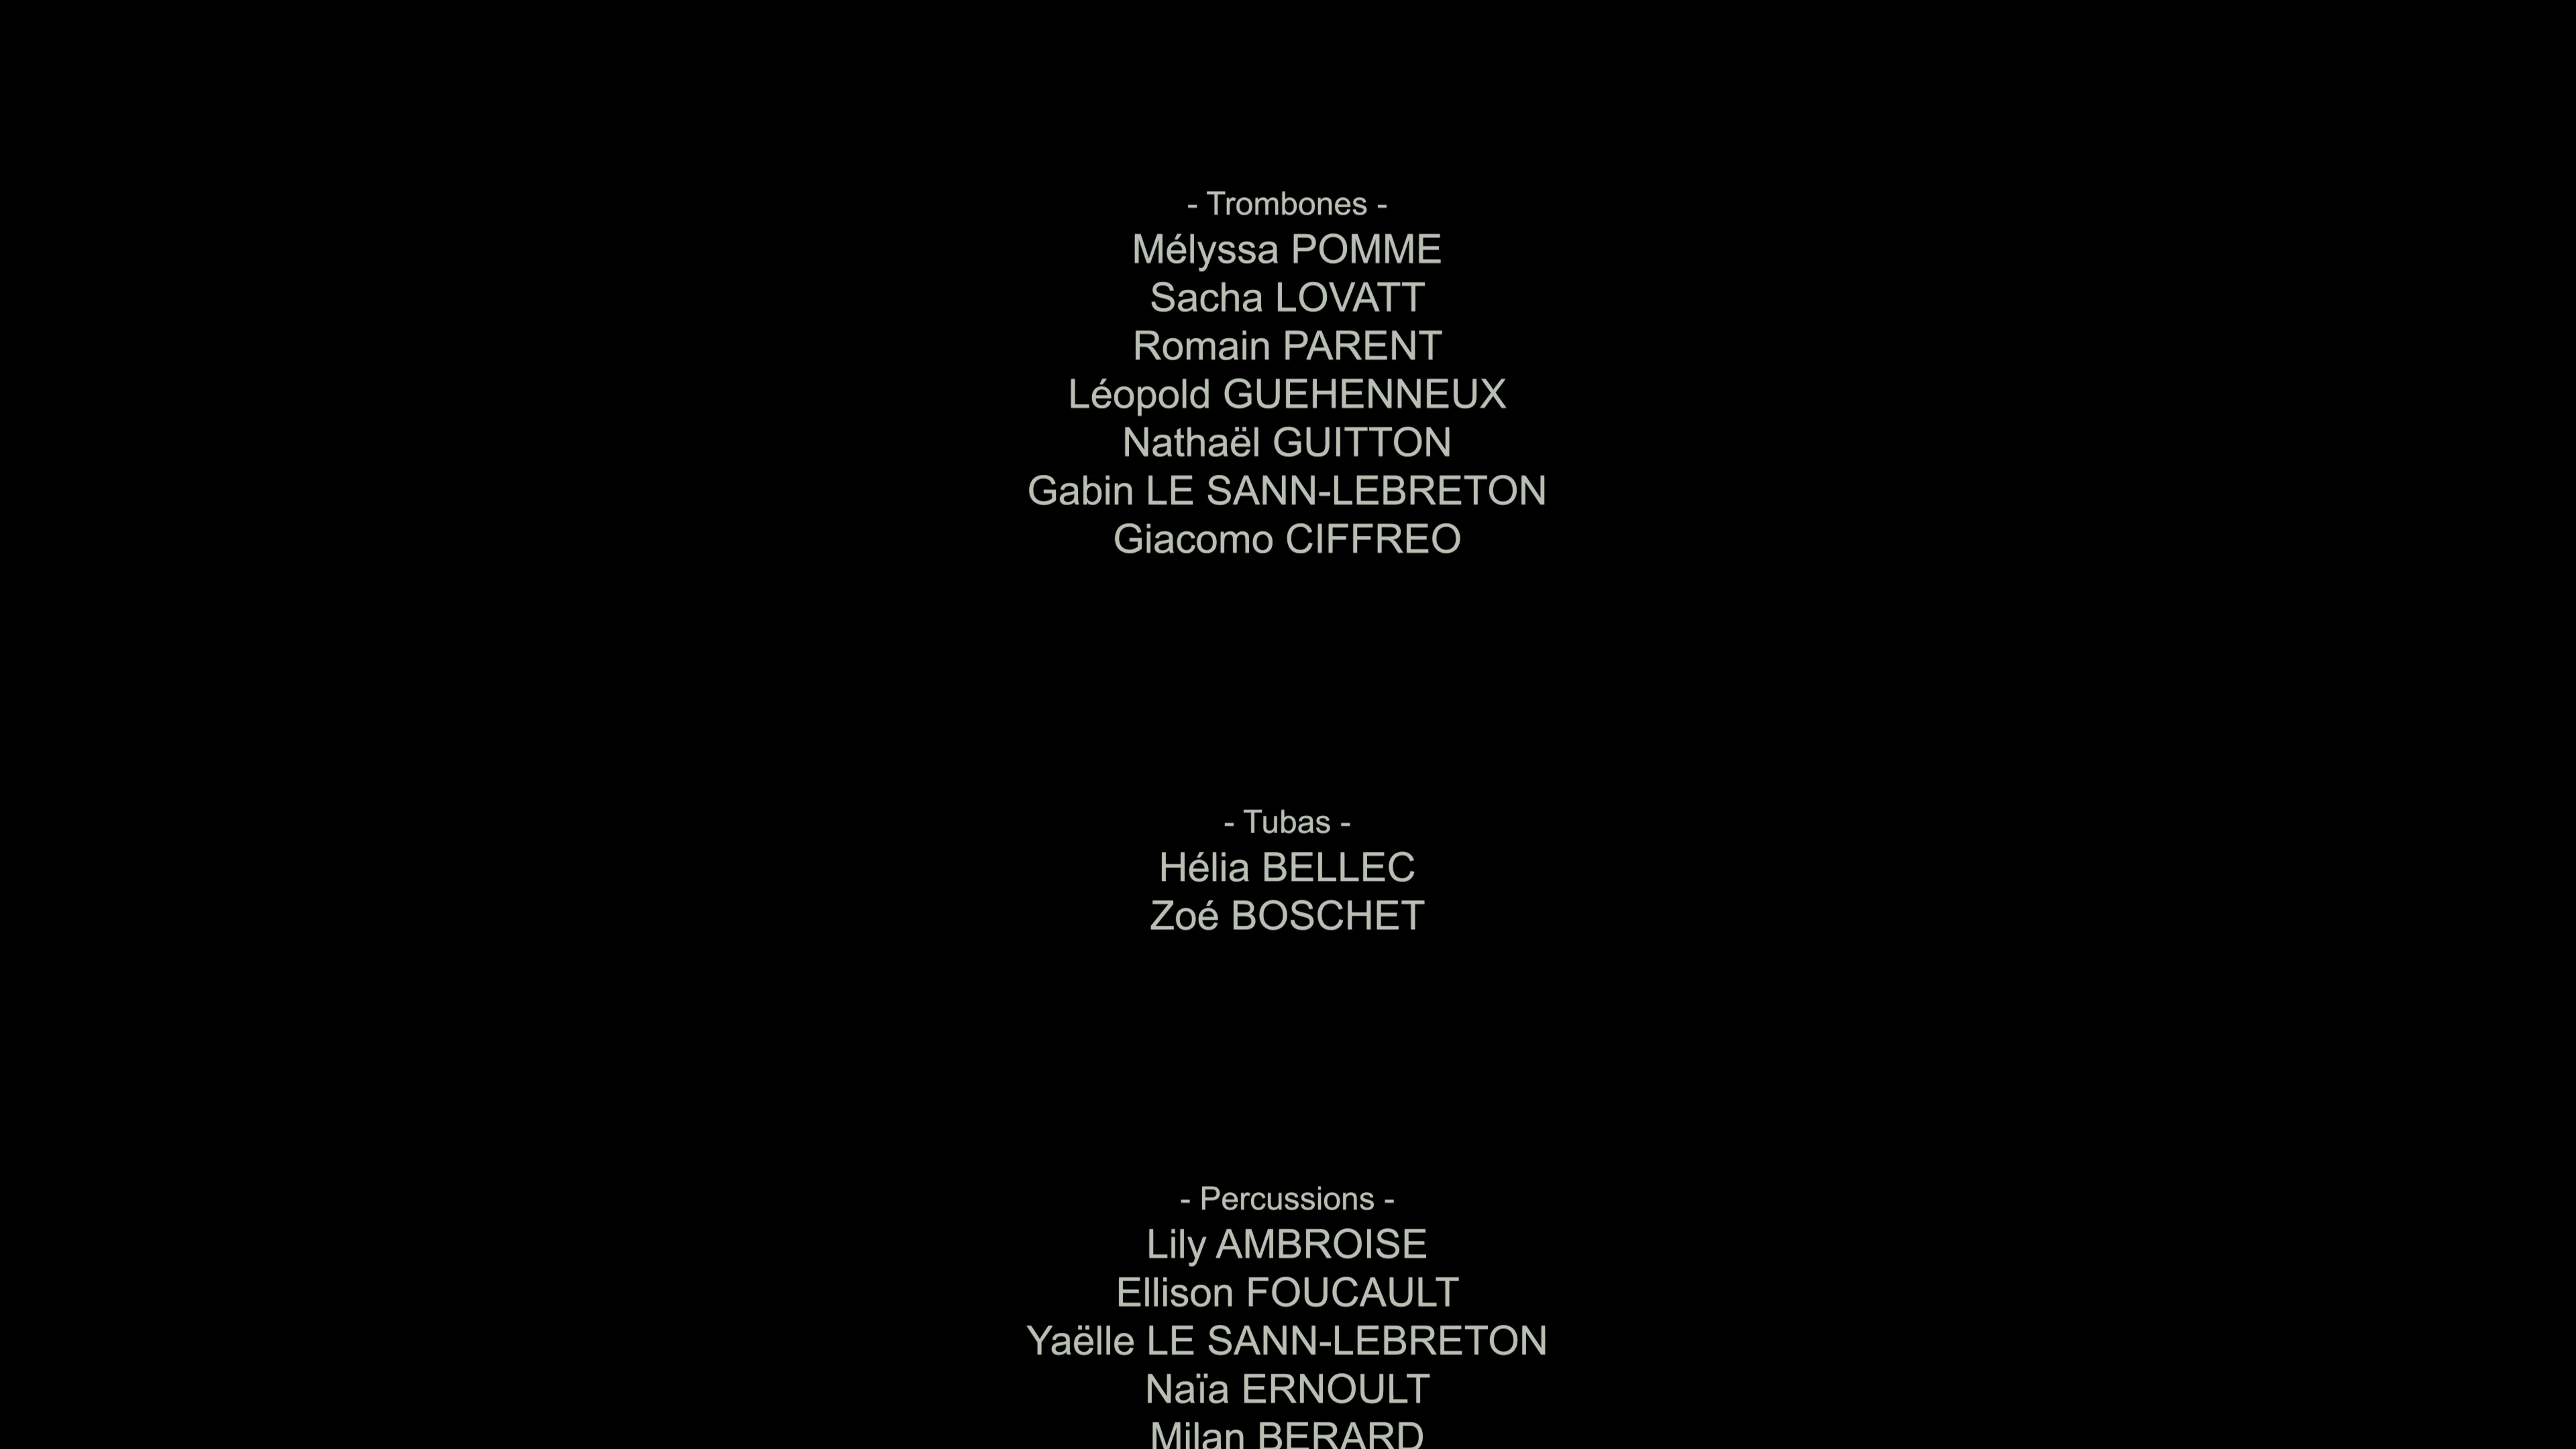 - Trombones -
Mélyssa POMME
Sacha LOVATT
Romain PARENT
Léopold GUEHENNEUX
Nathaël GUITTON
Gabin LE SANN-LEBRETON
Giacomo CIFFREO
- Tubas -
Hélia BELLEC
Zoé BOSCHET
- Percussions -
Lily AMBROISE
Ellison FOUCAULT
Yaëlle LE SANN-LEBRETON
Naïa ERNOULT
Milan BERARD